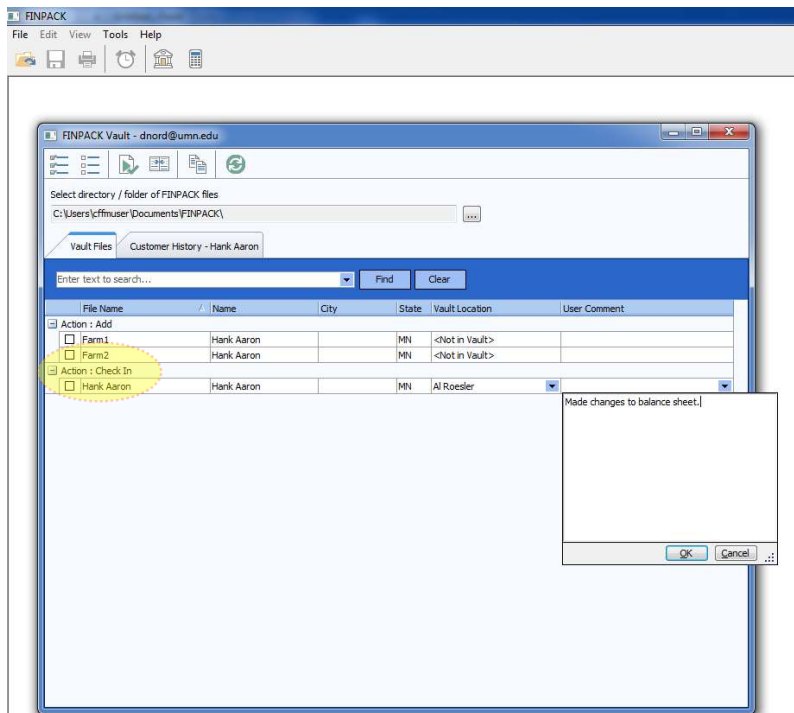 FINPACK
File Edit View Tools Help
FINPACK Vault - dnord@umn.edu
Select directory / folder of FINPACK files
C:\Users\cffmuser\Documents\FINPACK\
...
Vault Files Customer History - Hank Aaron
Enter text to search... Find Clear
File Name Name City State Vault Location User Comment
Action : Add
Farm1 Hank Aaron MN <Not in Vault>
Farm2 Hank Aaron MN <Not in Vault>
Action : Check In
Hank Aaron Hank Aaron MN Al Roesler
Made changes to balance sheet.
OK Cancel